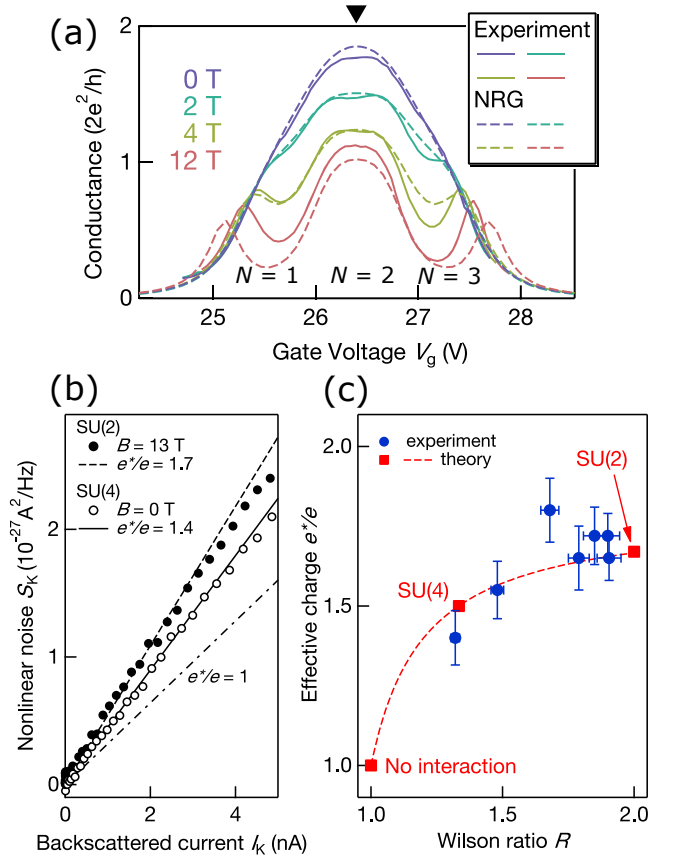 (a)
Experiment
NRG
0 T
2 T
4 T
12 T
Conductance (2e²/h)
2
1
0
N = 1
N = 2
N = 3
25
26
27
28
Gate Voltage Vg (V)
(b)
SU(2)
B = 13 T
e*/e = 1.7
SU(4)
B = 0 T
e*/e = 1.4
e*/e = 1
Nonlinear noise SK (10⁻²⁷A²/Hz)
2
1
0
0
2
4
Backscattered current IK (nA)
(c)
experiment
theory
SU(2)
SU(4)
No interaction
Effective charge e*/e
2.0
1.5
1.0
1.0
1.5
2.0
Wilson ratio R